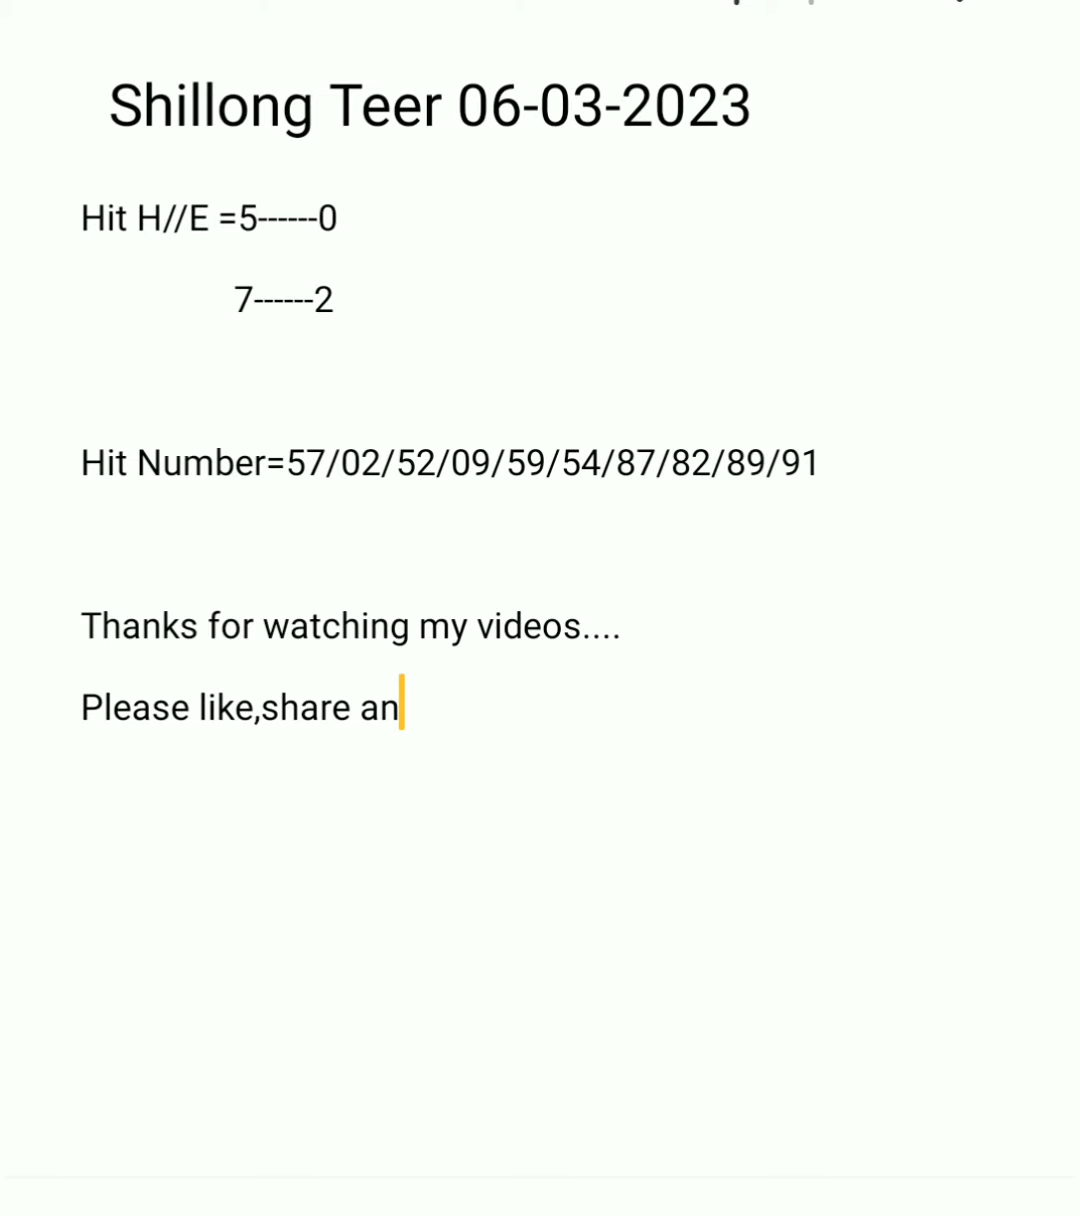 Shillong Teer 06-03-2023
Hit H//E =5------0
7------2
Hit Number=57/02/52/09/59/54/87/82/89/91
Thanks for watching my videos....
Please like,share an